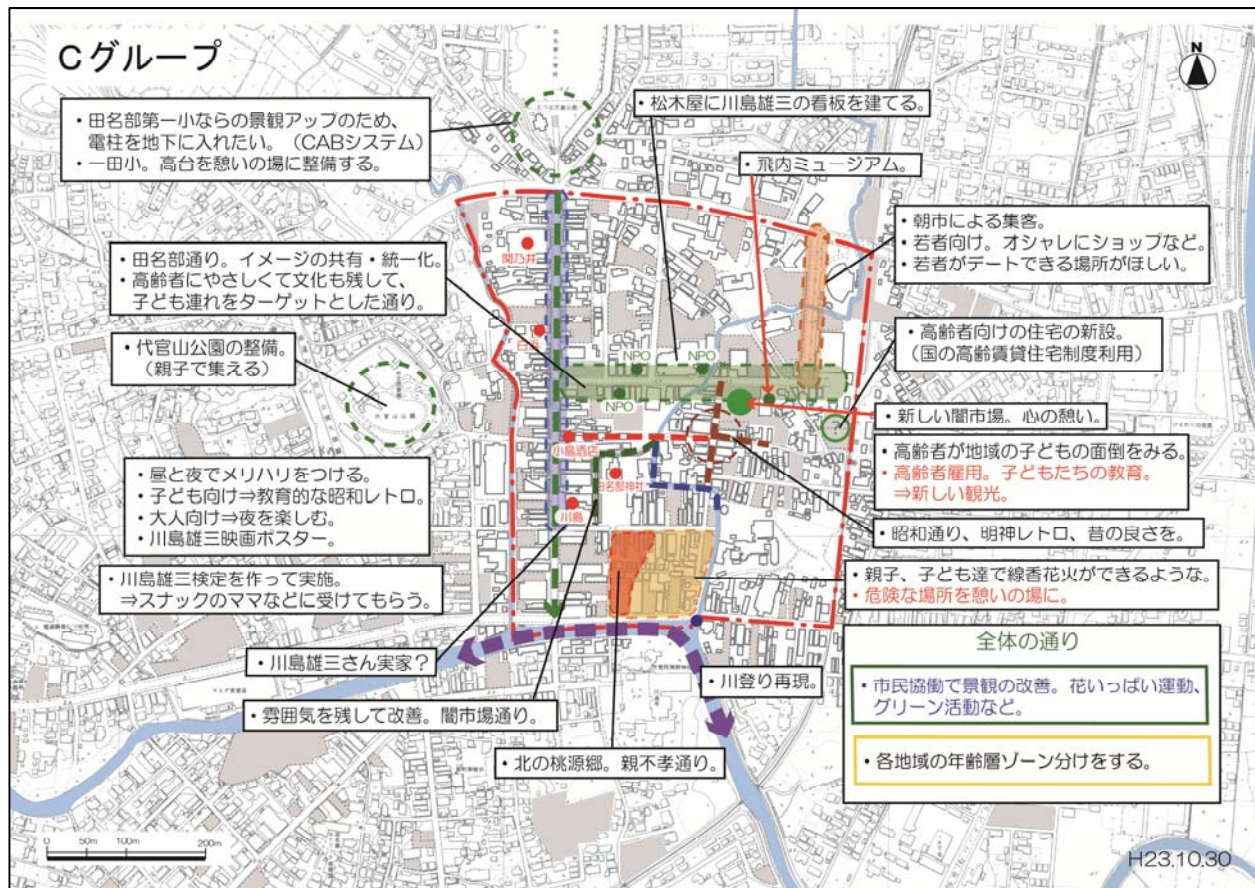 Cグループ
N
・田名部第一小ならの景観アップのため、
電柱を地下に入れたい。（CABシステム）
・一田小。高台を憩いの場に整備する。
・松木屋に川島雄三の看板を建てる。
・飛内ミュージアム。
・朝市による集客。
・若者向け。オシャレにショップなど。
・若者がデートできる場所がほしい。
・田名部通り。イメージの共有・統一化。
・高齢者にやさしくて文化も残して、
子ども連れをターゲットとした通り。
関乃井
・高齢者向けの住宅の新設。
（国の高齢賃貸住宅制度利用）
・代官山公園の整備。
（親子で集える）
代官山公園
NPO
NPO
NPO
・新しい闇市場。心の憩い。
小島酒店
田名部神社
川島
・高齢者が地域の子どもの面倒をみる。
・高齢者雇用。子どもたちの教育。
⇒新しい観光。
・昼と夜でメリハリをつける。
・子ども向け⇒教育的な昭和レトロ。
・大人向け⇒夜を楽しむ。
・川島雄三映画ポスター。
・昭和通り、明神レトロ、昔の良さを。
・親子、子ども達で線香花火ができるような。
・危険な場所を憩いの場に。
・川島雄三検定を作って実施。
⇒スナックのママなどに受けてもらう。
全体の通り
・市民協働で景観の改善。花いっぱい運動、
グリーン活動など。
・各地域の年齢層ゾーン分けをする。
・川島雄三さん実家？
・川登り再現。
・雰囲気を残して改善。闇市場通り。
・北の桃源郷。親不孝通り。
0 50m 100m 200m
H23.10.30